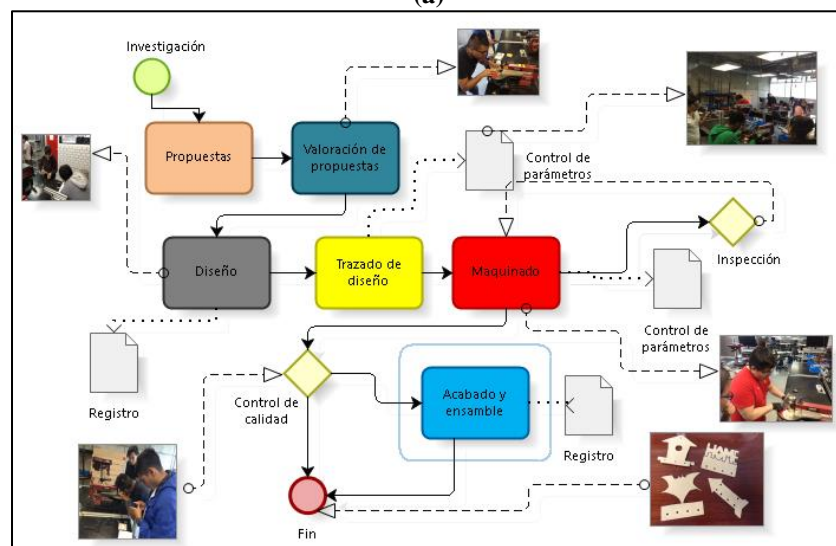 (a)
Investigación
Propuestas
Valoración de
propuestas
Control de
parámetros
Diseño
Trazado de
diseño
Maquinado
Inspección
Control de
parámetros
Registro
Control de
calidad
Acabado y
ensamble
Registro
Fin
HOME